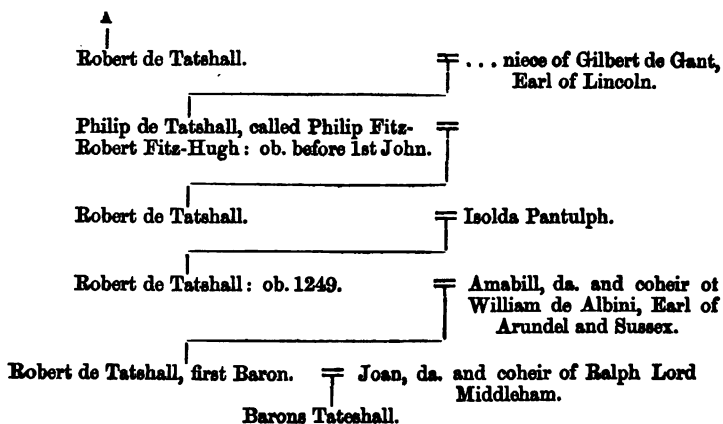 A
Robert de Tatshall. = ... niece of Gilbert de Gant,
Earl of Lincoln.
Philip de Tatshall, called Philip Fitz- =
Robert Fitz-Hugh: ob. before 1st John.
Robert de Tatshall. = Isolda Pantulph.
Robert de Tatshall: ob. 1249. = Amabill, da. and coheir ot
William de Albini, Earl of
Arundel and Sussex.
Robert de Tatshall, first Baron. = Joan, da. and coheir of Ralph Lord
Middleham.
Barons Tateshall.